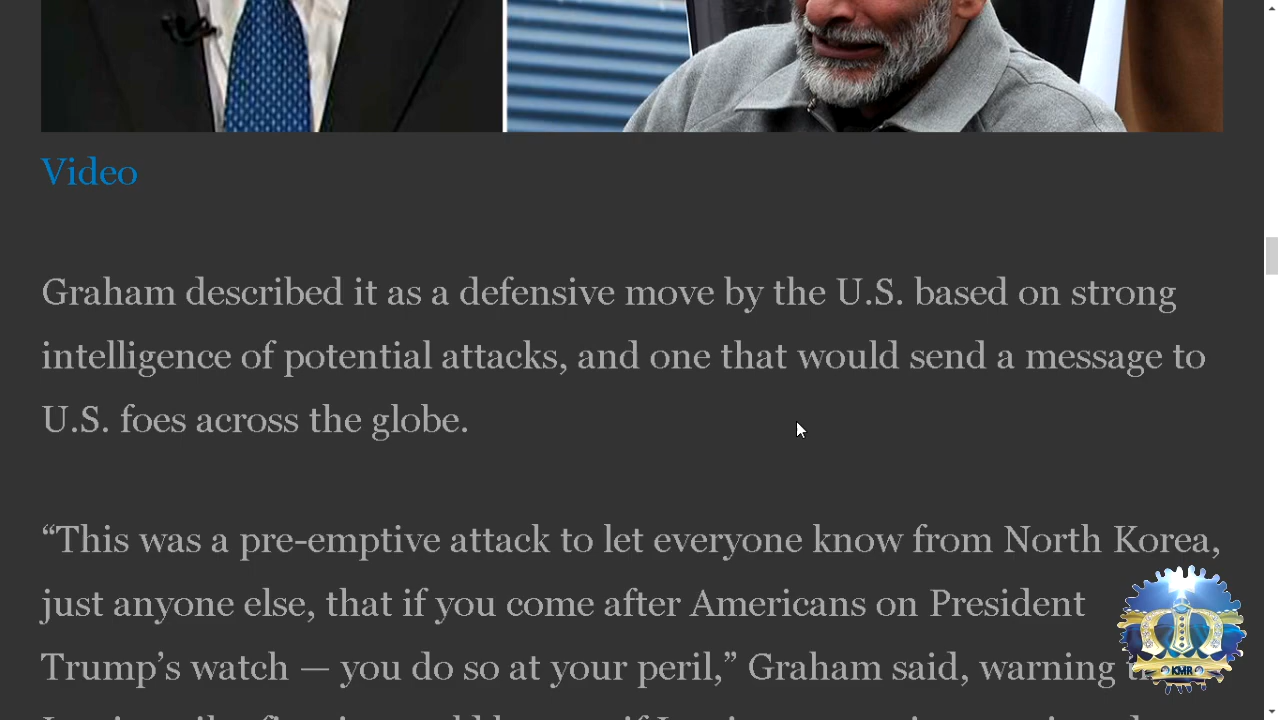 Video
Graham described it as a defensive move by the U.S. based on strong
intelligence of potential attacks, and one that would send a message to
U.S. foes across the globe.
“This was a pre-emptive attack to let everyone know from North Korea,
just anyone else, that if you come after Americans on President
Trump’s watch — you do so at your peril,” Graham said, warning
KMR